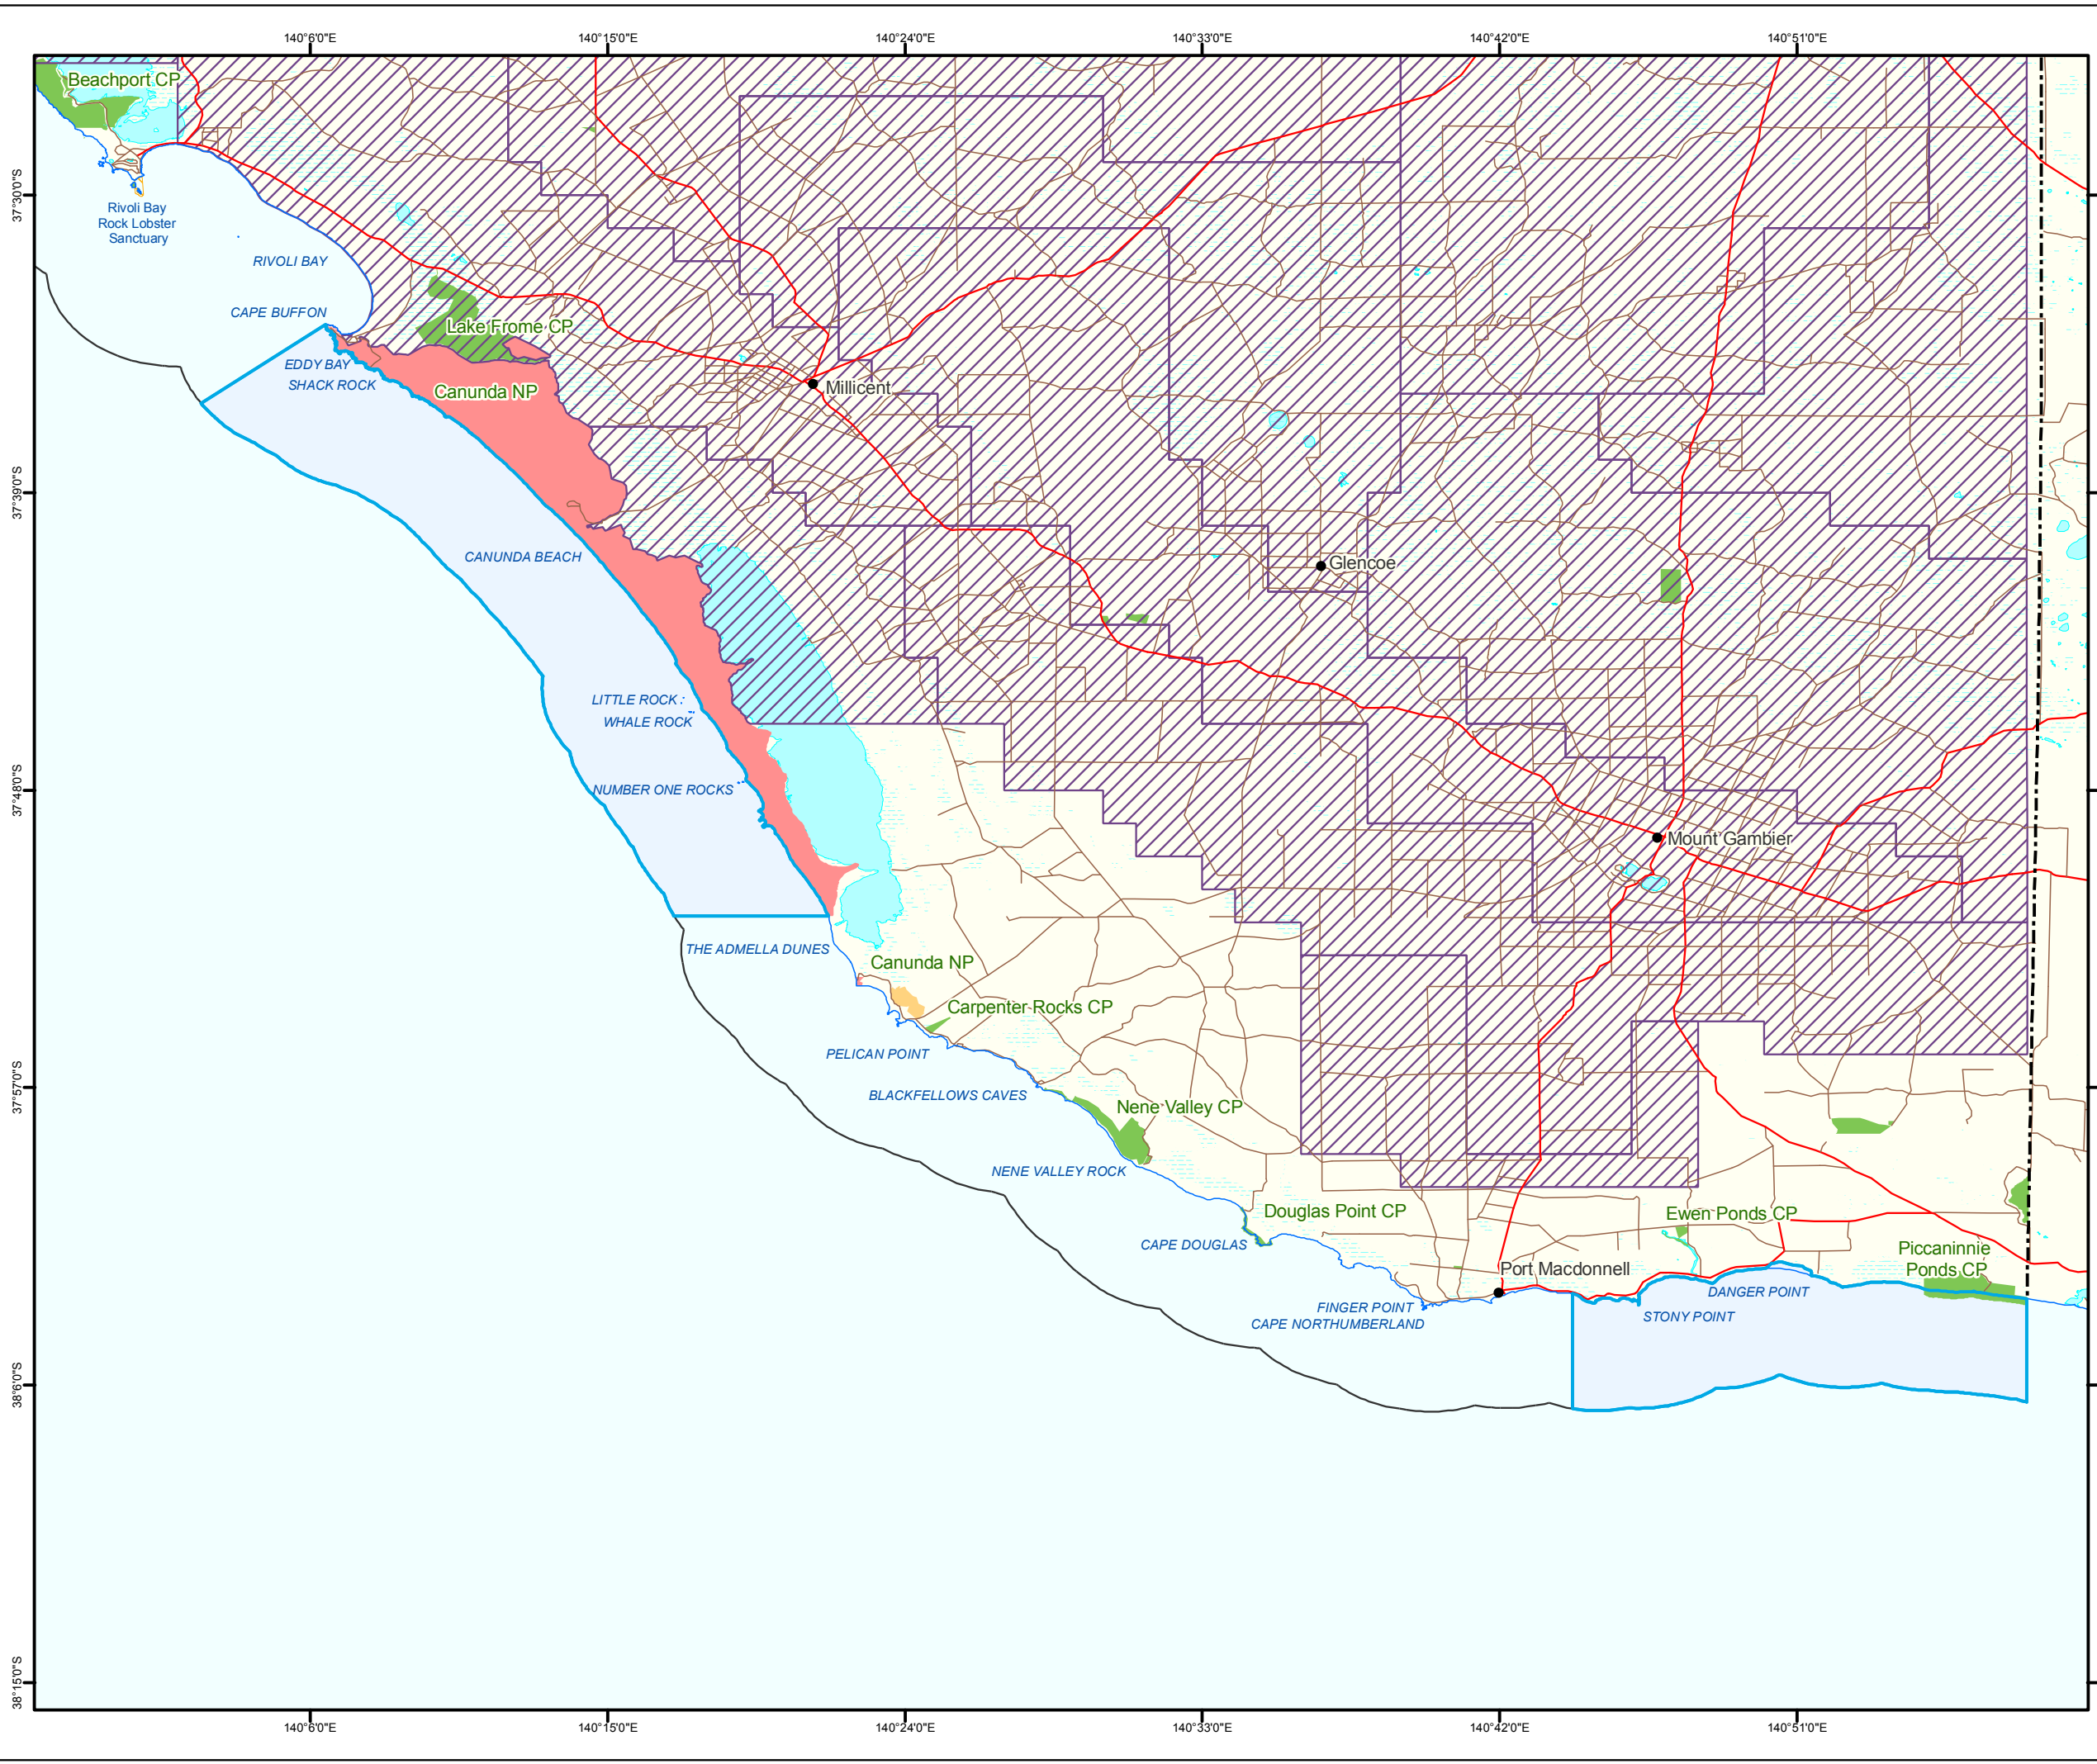 140°6'0"E
140°15'0"E
140°24'0"E
140°33'0"E
140°42'0"E
140°51'0"E
Beachport CP
37°30'0"S
Rivoli Bay
Rock Lobster
Sanctuary
RIVOLI BAY
CAPE BUFFON
Lake Frome CP
EDDY BAY
SHACK ROCK
Canunda NP
Millicent
37°39'0"S
CANUNDA BEACH
Glencoe
LITTLE ROCK
WHALE ROCK
37°48'0"S
NUMBER ONE ROCKS
Mount Gambier
THE ADMELLA DUNES
Canunda NP
Carpenter Rocks CP
PELICAN POINT
37°57'0"S
BLACKFELLOWS CAVES
Nene Valley CP
NENE VALLEY ROCK
Douglas Point CP
Ewen Ponds CP
CAPE DOUGLAS
Piccaninnie
Ponds CP
Port Macdonnell
DANGER POINT
FINGER POINT
STONY POINT
CAPE NORTHUMBERLAND
38°6'0"S
38°15'0"S
140°6'0"E
140°15'0"E
140°24'0"E
140°33'0"E
140°42'0"E
140°51'0"E